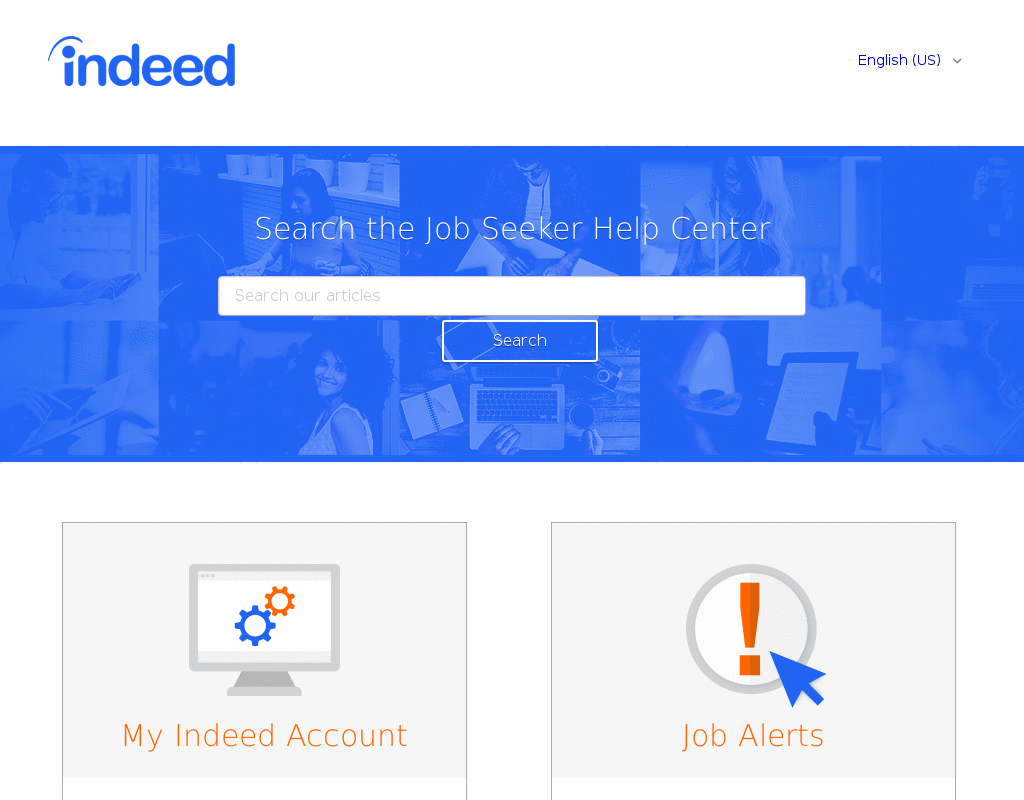 indeed
English (US)
Search the Job Seeker Help Center
Search our articles
Search
My Indeed Account
Job Alerts